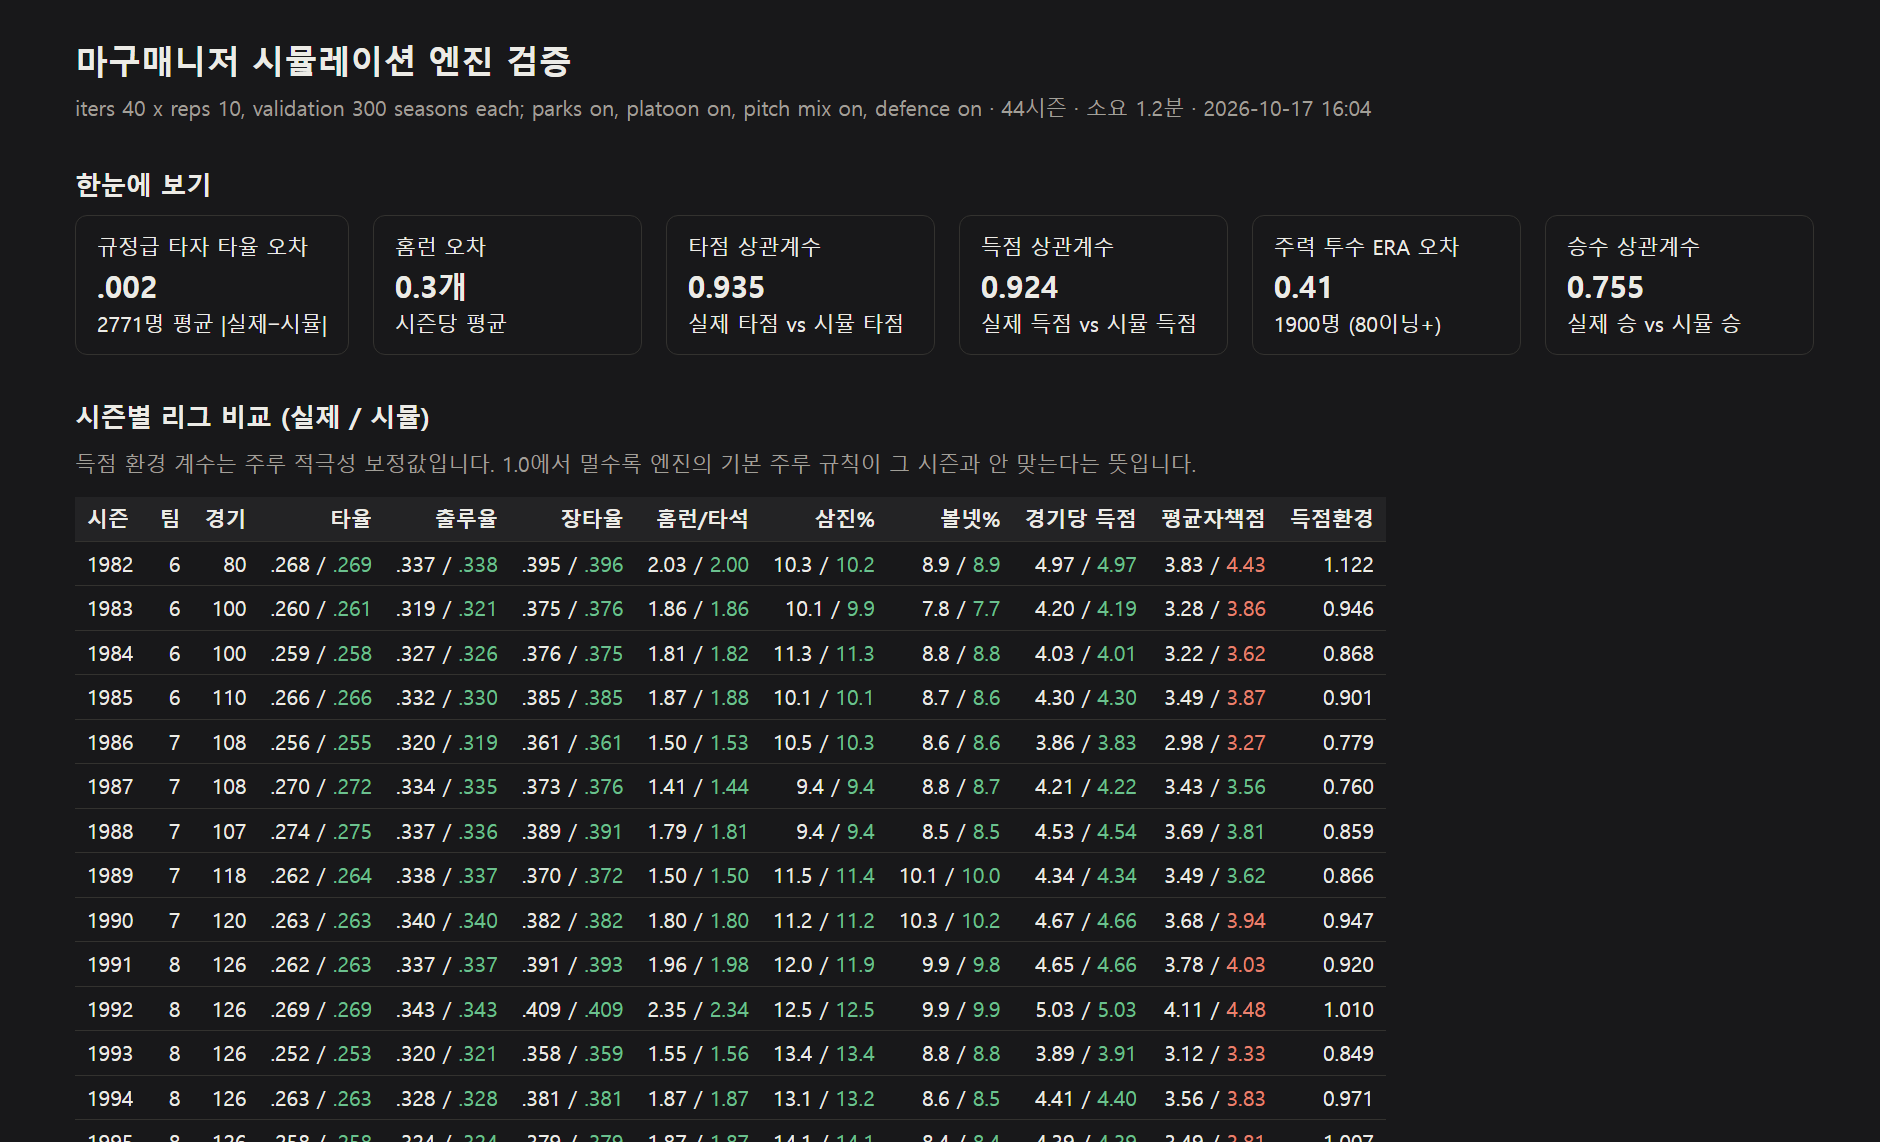 마구매니저 시뮬레이션 엔진 검증
iters 40 x reps 10, validation 300 seasons each; parks on, platoon on, pitch mix on, defence on · 44시즌 · 소요 1.2분 · 2026-10-17 16:04
한눈에 보기
규정급 타자 타율 오차
.002
2771명 평균 |실제−시뮬|
홈런 오차
0.3개
시즌당 평균
타점 상관계수
0.935
실제 타점 vs 시뮬 타점
득점 상관계수
0.924
실제 득점 vs 시뮬 득점
주력 투수 ERA 오차
0.41
1900명 (80이닝+)
승수 상관계수
0.755
실제 승 vs 시뮬 승
시즌별 리그 비교 (실제 / 시뮬)
득점 환경 계수는 주루 적극성 보정값입니다. 1.0에서 멀수록 엔진의 기본 주루 규칙이 그 시즌과 안 맞는다는 뜻입니다.
시즌 팀 경기 타율 출루율 장타율 홈런/타석 삼진% 볼넷% 경기당 득점 평균자책점 득점환경
1982 6 80 .268 / .269 .337 / .338 .395 / .396 2.03 / 2.00 10.3 / 10.2 8.9 / 8.9 4.97 / 4.97 3.83 / 4.43 1.122
1983 6 100 .260 / .261 .319 / .321 .375 / .376 1.86 / 1.86 10.1 / 9.9 7.8 / 7.7 4.20 / 4.19 3.28 / 3.86 0.946
1984 6 100 .259 / .258 .327 / .326 .376 / .375 1.81 / 1.82 11.3 / 11.3 8.8 / 8.8 4.03 / 4.01 3.22 / 3.62 0.868
1985 6 110 .266 / .266 .332 / .330 .385 / .385 1.87 / 1.88 10.1 / 10.1 8.7 / 8.6 4.30 / 4.30 3.49 / 3.87 0.901
1986 7 108 .256 / .255 .320 / .319 .361 / .361 1.50 / 1.53 10.5 / 10.3 8.6 / 8.6 3.86 / 3.83 2.98 / 3.27 0.779
1987 7 108 .270 / .272 .334 / .335 .373 / .376 1.41 / 1.44 9.4 / 9.4 8.8 / 8.7 4.21 / 4.22 3.43 / 3.56 0.760
1988 7 107 .274 / .275 .337 / .336 .389 / .391 1.79 / 1.81 9.4 / 9.4 8.5 / 8.5 4.53 / 4.54 3.69 / 3.81 0.859
1989 7 118 .262 / .264 .338 / .337 .370 / .372 1.50 / 1.50 11.5 / 11.4 10.1 / 10.0 4.34 / 4.34 3.49 / 3.62 0.866
1990 7 120 .263 / .263 .340 / .340 .382 / .382 1.80 / 1.80 11.2 / 11.2 10.3 / 10.2 4.67 / 4.66 3.68 / 3.94 0.947
1991 8 126 .262 / .263 .337 / .337 .391 / .393 1.96 / 1.98 12.0 / 11.9 9.9 / 9.8 4.65 / 4.66 3.78 / 4.03 0.920
1992 8 126 .269 / .269 .343 / .343 .409 / .409 2.35 / 2.34 12.5 / 12.5 9.9 / 9.9 5.03 / 5.03 4.11 / 4.48 1.010
1993 8 126 .252 / .253 .320 / .321 .358 / .359 1.55 / 1.56 13.4 / 13.4 8.8 / 8.8 3.89 / 3.91 3.12 / 3.33 0.849
1994 8 126 .263 / .263 .328 / .328 .381 / .381 1.87 / 1.87 13.1 / 13.2 8.6 / 8.5 4.41 / 4.40 3.56 / 3.83 0.971